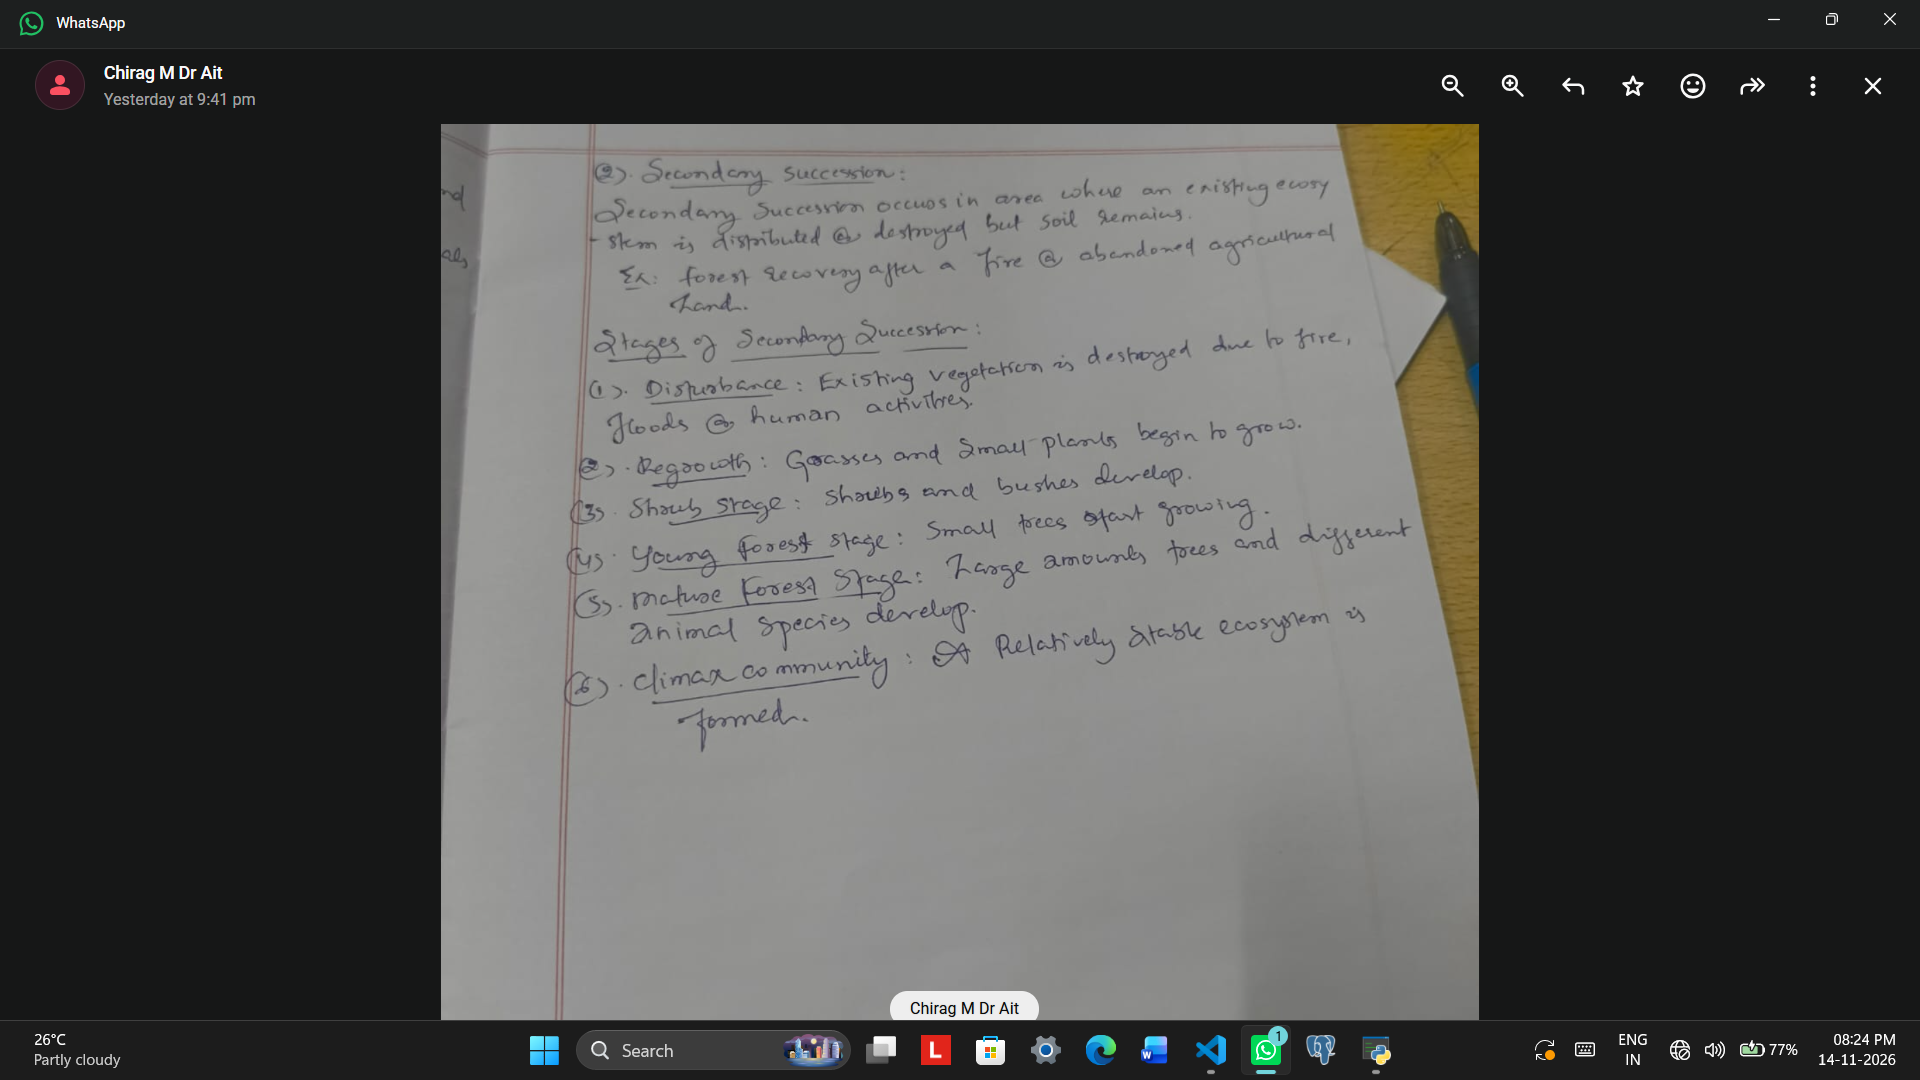 WhatsApp
Chirag M Dr Ait
Yesterday at 9:41 pm
nd
als
(2). Secondary Succession:
Secondary Succession occurs in area where an existing ecosy
-stem is distributed @ destroyed but soil remains.
Ex: forest recovery after a fire @ abandoned agricultural
Land.
Stages of Secondary Succession:
(1). Disturbance: Existing vegetation is destroyed due to fire,
floods @ human activities.
(2). Regrowth: Grasses and small plants begin to grow.
(3). Shrub stage: Shrubs and bushes develop.
(4). Young forest stage: Small trees start growing.
(5). mature forest Stage: Large amounts trees and different
animal species develop.
(6). climax community: A Relatively stable ecosystem is
formed.
Chirag M Dr Ait
26°C
Partly cloudy
Search
L
W
1
ENG
IN
77%
08:24 PM
14-11-2026